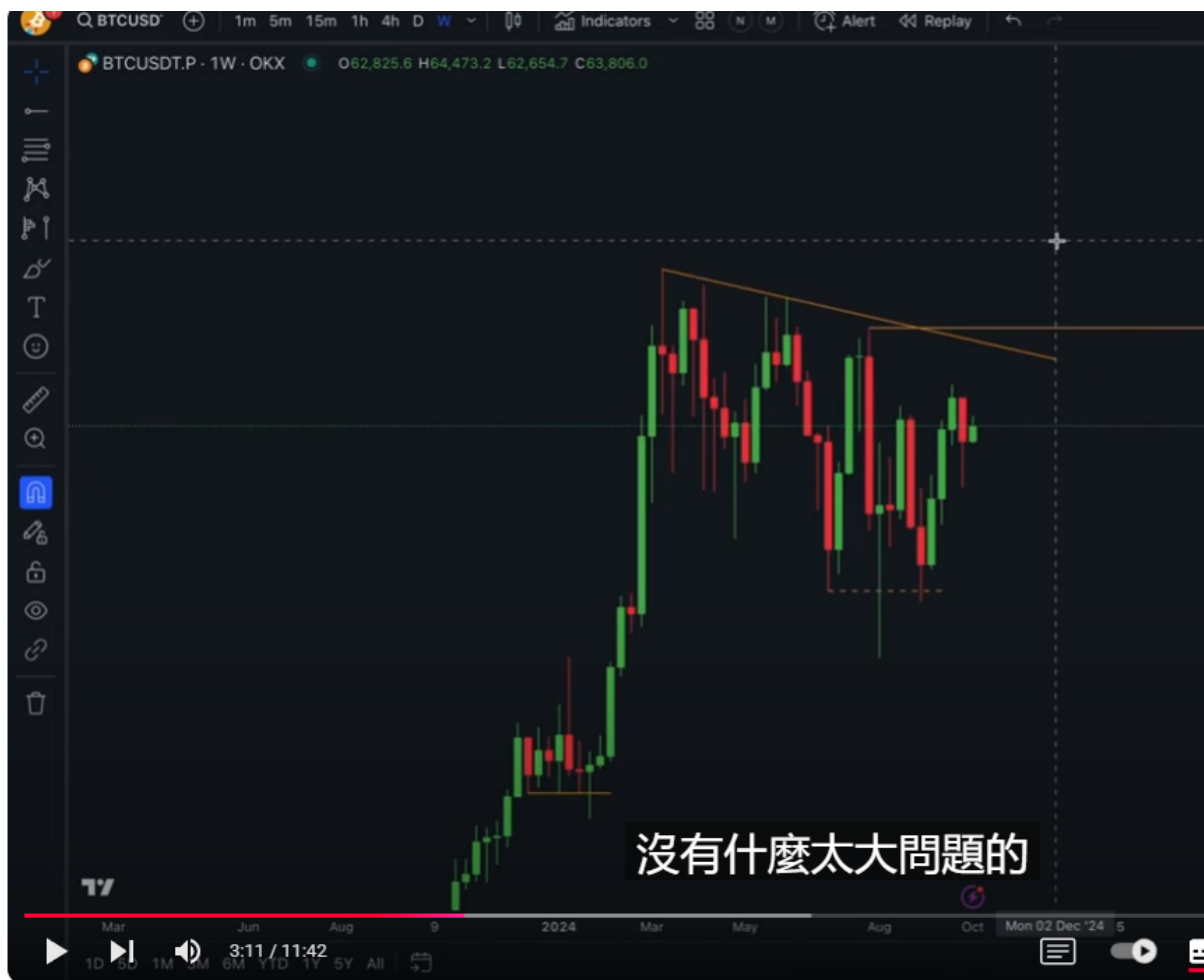 BTCUSDT 1m 5m 15m 1h 4h D W Indicators N M Alert Replay
BTCUSDT.P · 1W · OKX O62,825.6 H64,473.2 L62,654.7 C63,806.0
T
沒有什麼太大問題的
Mar Jun Aug 9 2024 Mar May Aug Oct Mon 02 Dec '24 5
3:11 / 11:42
1D 5D 1M 3M 6M YTD 1Y 5Y All